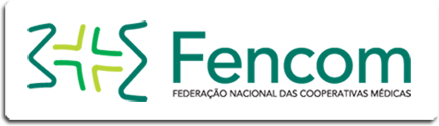 Fencom
FEDERAÇÃO NACIONAL DAS COOPERATIVAS MÉDICAS